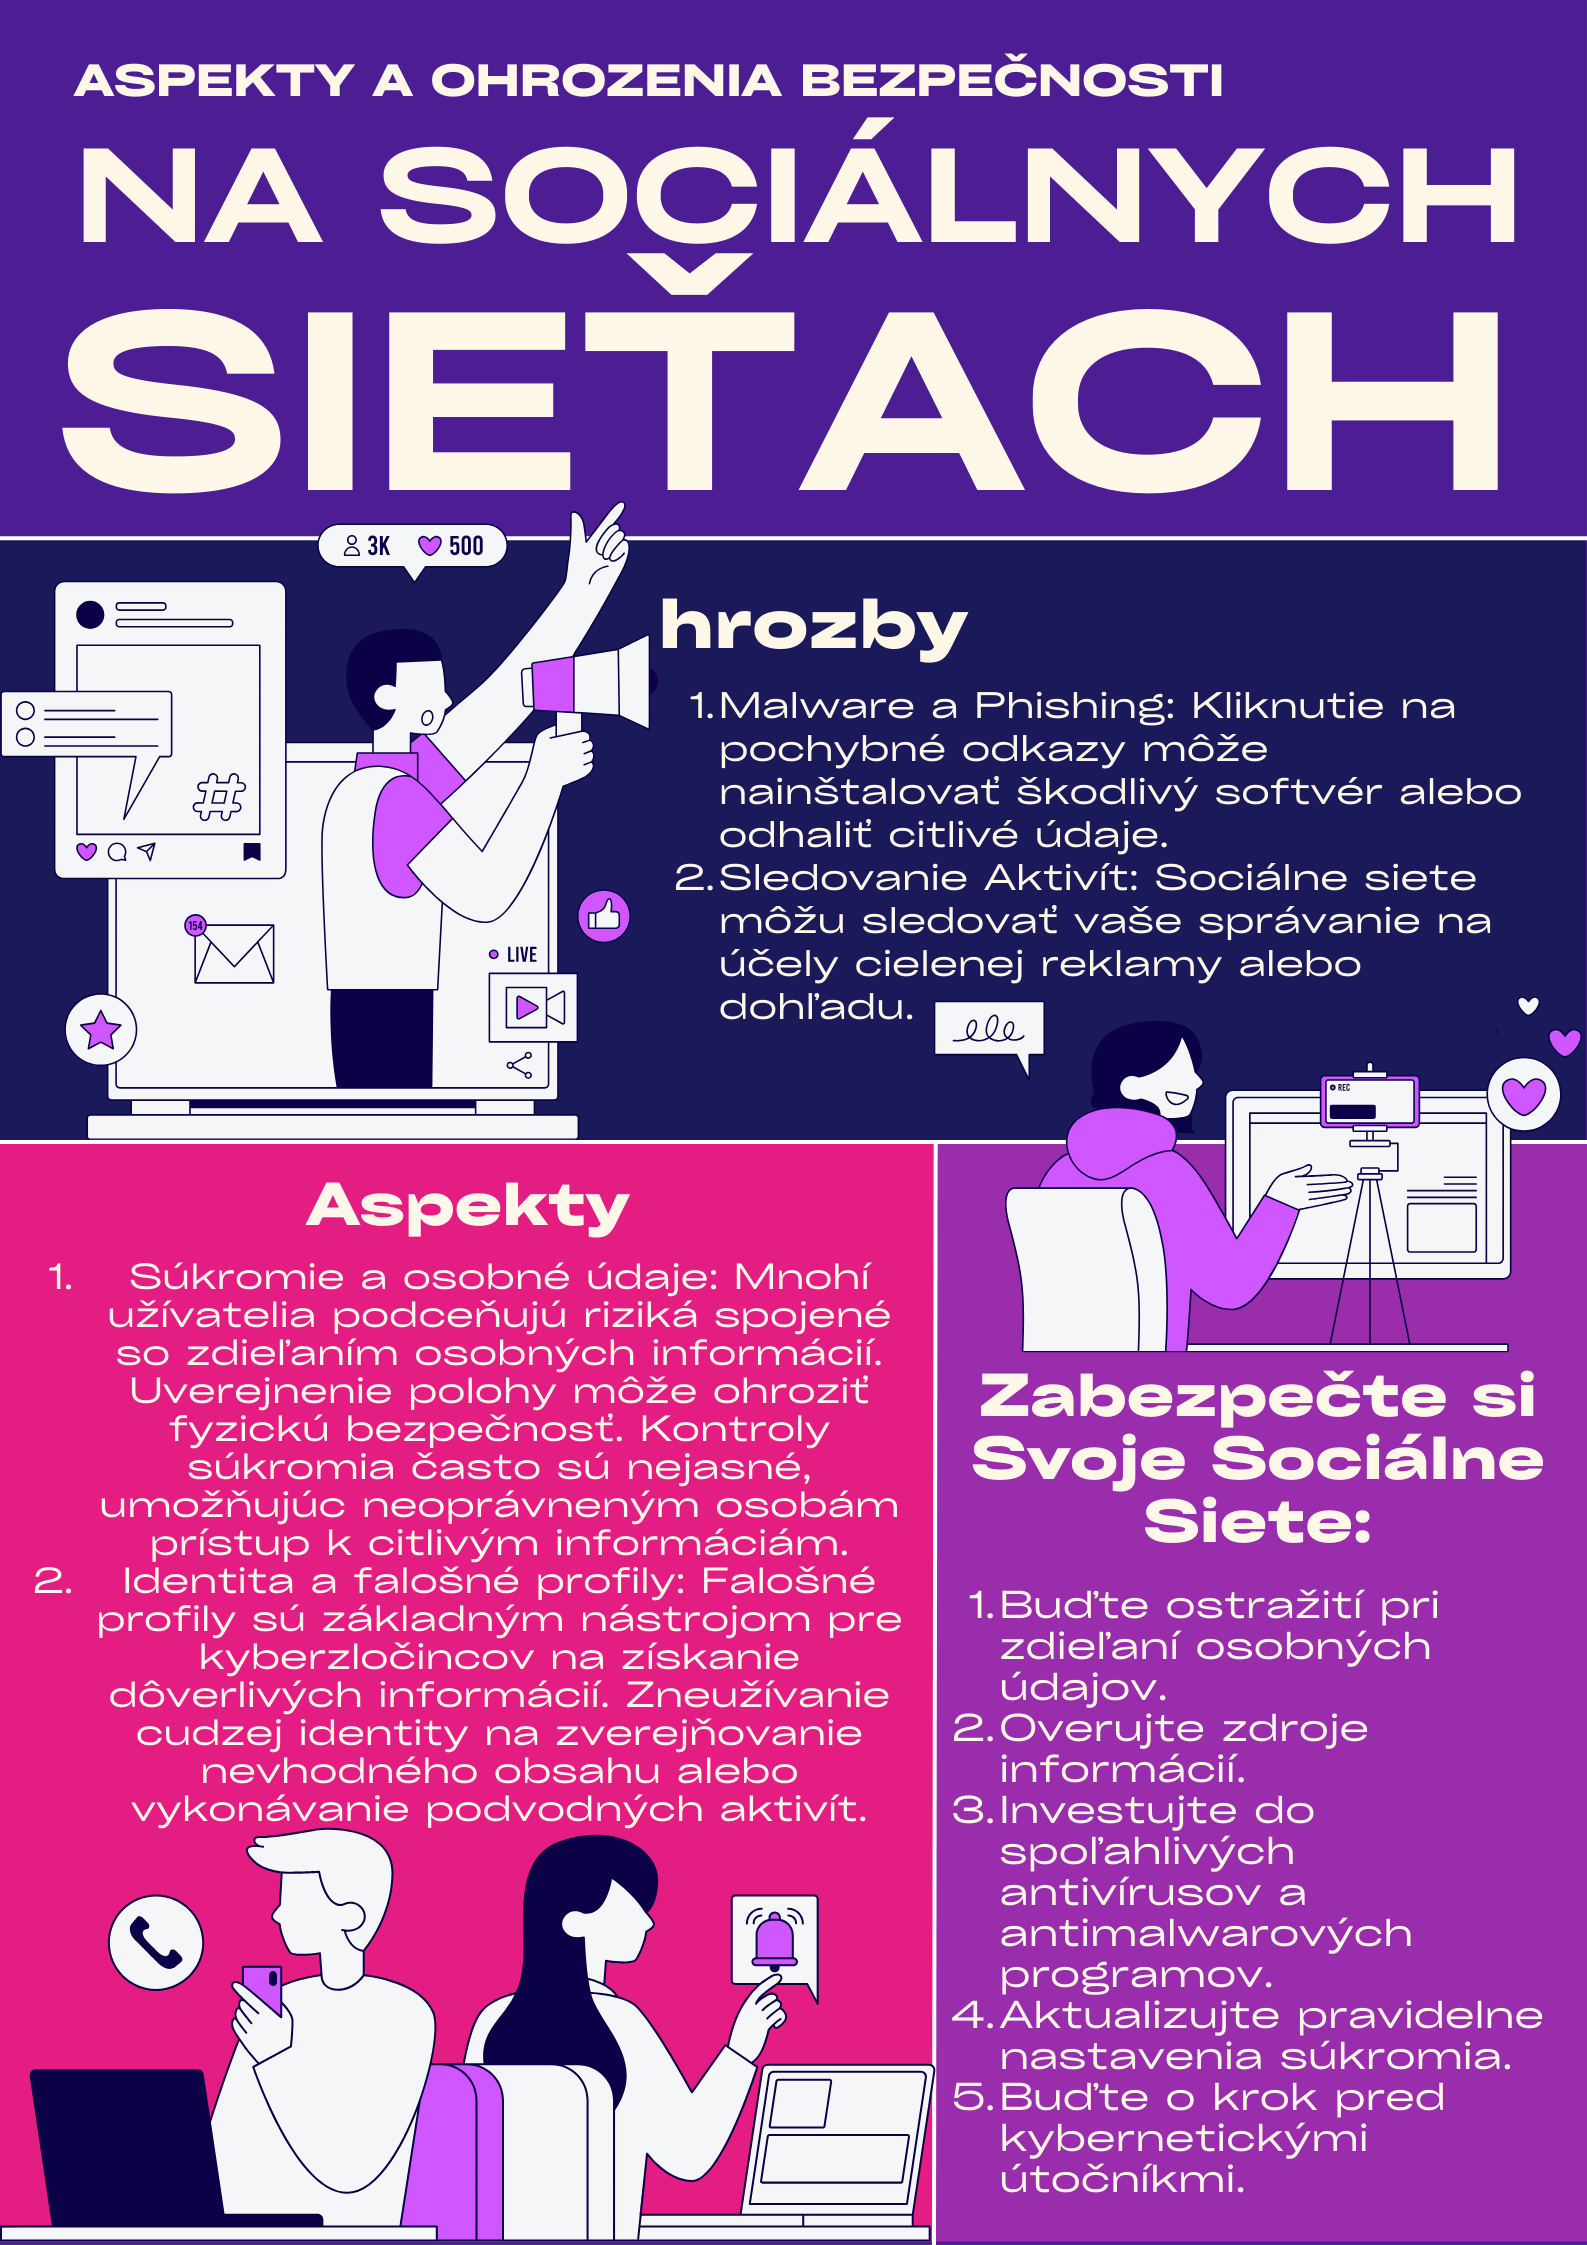 ASPEKTY A OHROZENIA BEZPEČNOSTI
NA SOCIÁLNYCH
SIEŤACH
3K 500
hrozby
1. Malware a Phishing: Kliknutie na
pochybné odkazy môže
nainštalovať škodlivý softvér alebo
odhaliť citlivé údaje.
2. Sledovanie Aktivít: Sociálne siete
môžu sledovať vaše správanie na
účely cielenej reklamy alebo
dohľadu.
154
LIVE
REC
Aspekty
1. Súkromie a osobné údaje: Mnohí
užívatelia podceňujú riziká spojené
so zdieľaním osobných informácií.
Uverejnenie polohy môže ohroziť
fyzickú bezpečnosť. Kontroly
súkromia často sú nejasné,
umožňujúc neoprávneným osobám
prístup k citlivým informáciám.
2. Identita a falošné profily: Falošné
profily sú základným nástrojom pre
kyberzločincov na získanie
dôverlivých informácií. Zneužívanie
cudzej identity na zverejňovanie
nevhodného obsahu alebo
vykonávanie podvodných aktivít.
Zabezpečte si
Svoje Sociálne
Siete:
1. Buďte ostražití pri
zdieľaní osobných
údajov.
2. Overujte zdroje
informácií.
3. Investujte do
spoľahlivých
antivírusov a
antimalwarových
programov.
4. Aktualizujte pravidelne
nastavenia súkromia.
5. Buďte o krok pred
kybernetickými
útočníkmi.